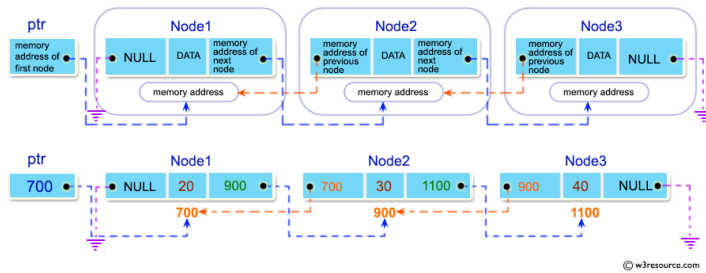 ptr
Node1
Node2
Node3
memory
address of
first node
NULL
DATA
memory
address of
next
node
memory
address of
previous
node
DATA
memory
address of
next
node
memory
address of
previous
node
DATA
NULL
memory address
memory address
memory address
ptr
Node1
Node2
Node3
700
NULL
20
900
700
30
1100
900
40
NULL
700
900
1100
© w3resource.com